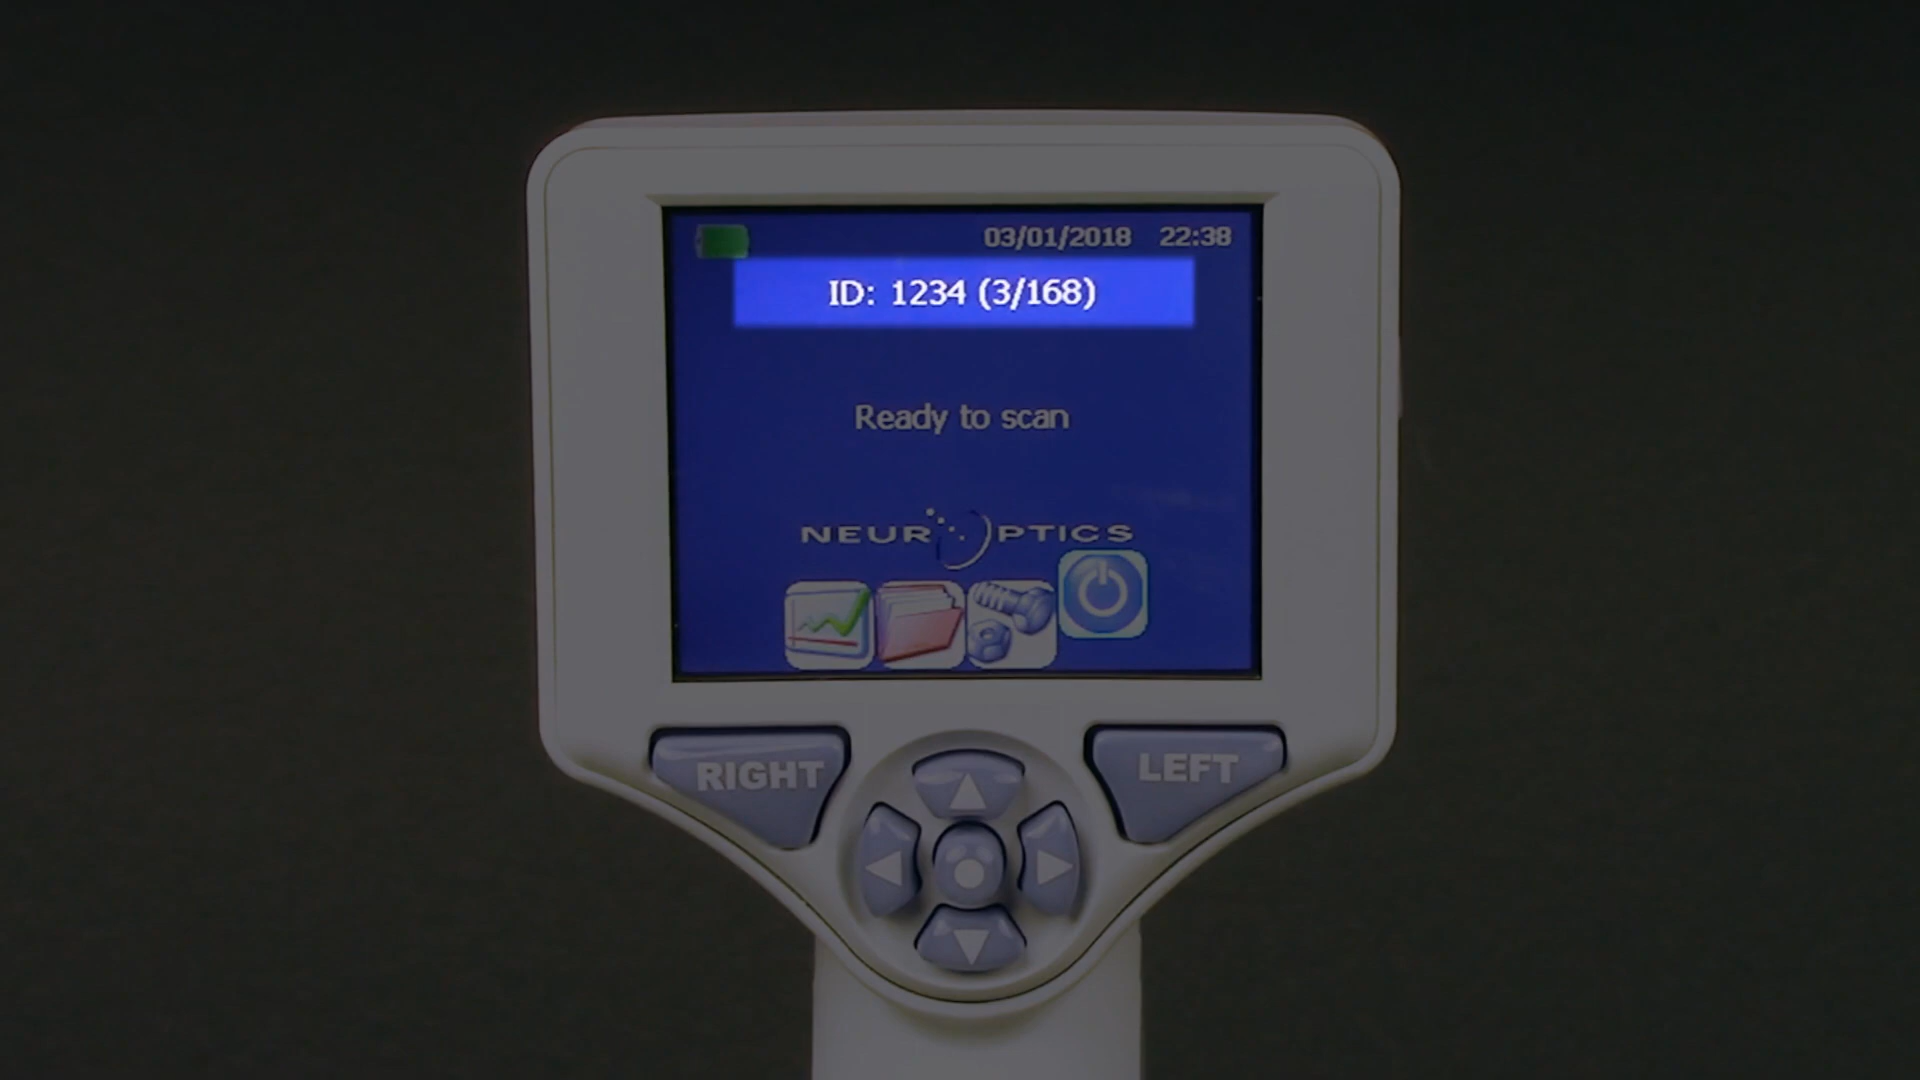 03/01/2018 22:38
ID: 1234 (3/168)
Ready to scan
NEUROPTICS
RIGHT
LEFT